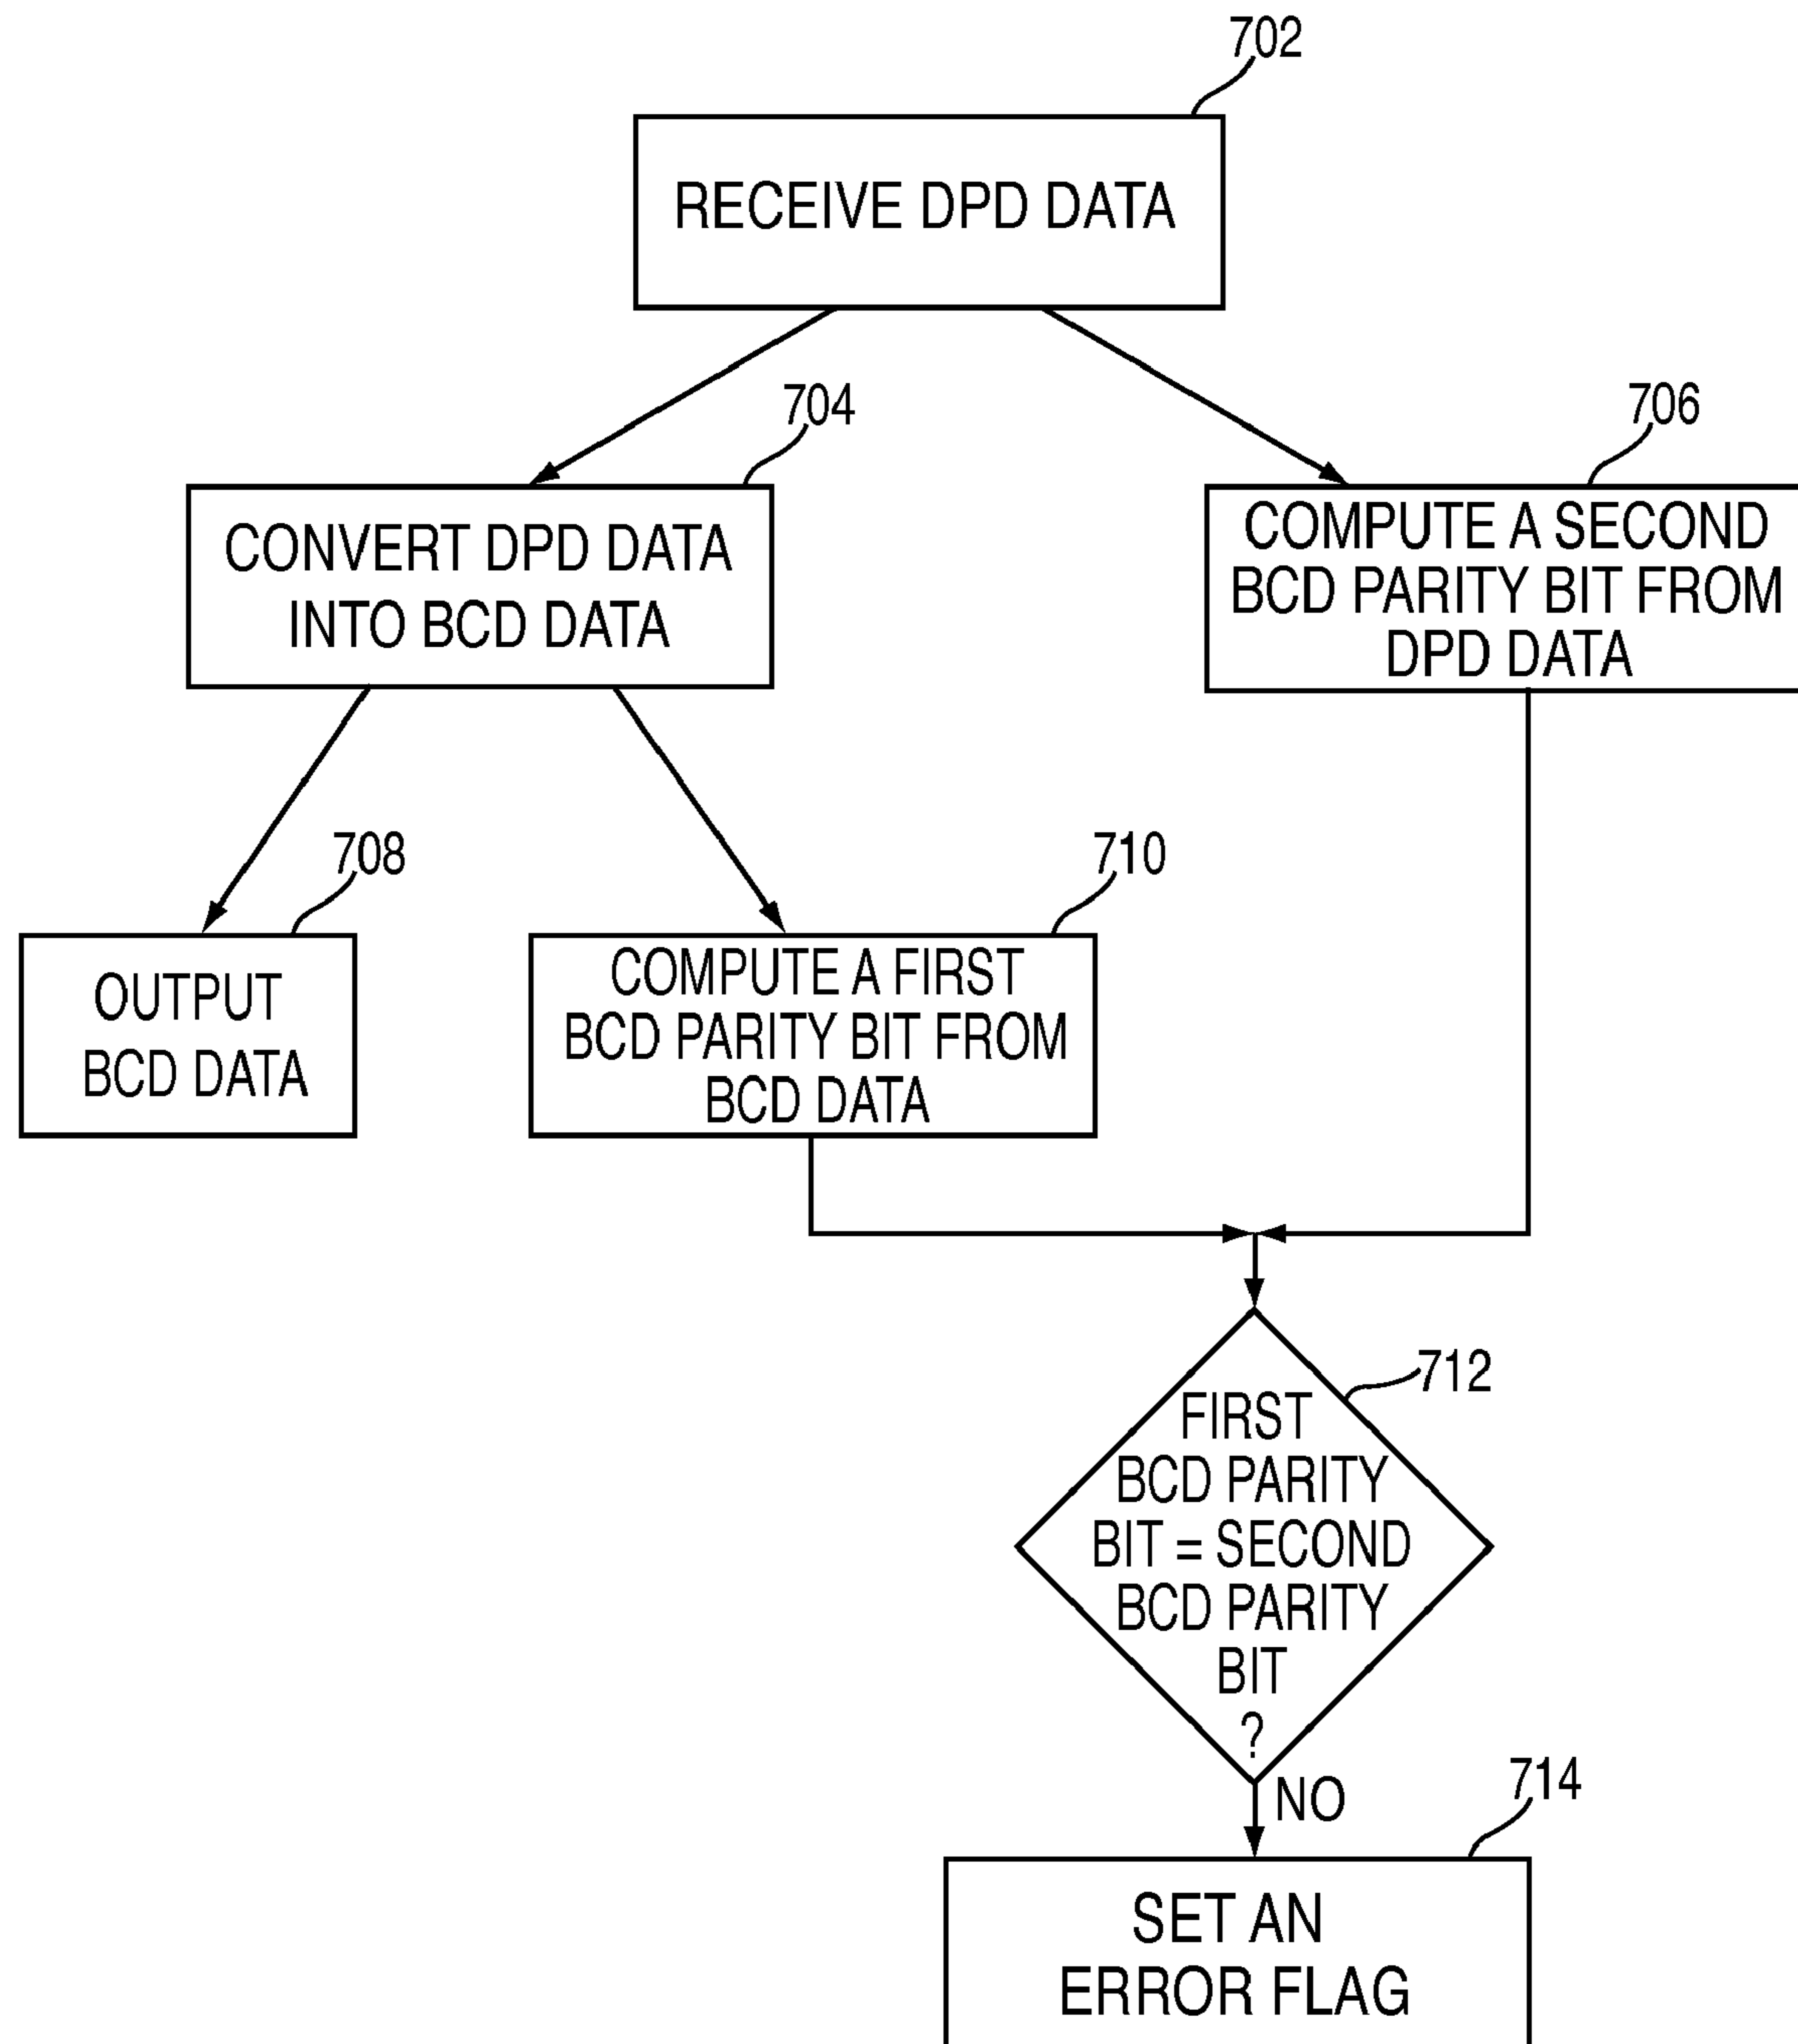 702
RECEIVE DPD DATA
704
706
CONVERT DPD DATA
INTO BCD DATA
COMPUTE A SECOND
BCD PARITY BIT FROM
DPD DATA
708
710
OUTPUT
BCD DATA
COMPUTE A FIRST
BCD PARITY BIT FROM
BCD DATA
712
FIRST
BCD PARITY
BIT = SECOND
BCD PARITY
BIT
?
NO
714
SET AN
ERROR FLAG